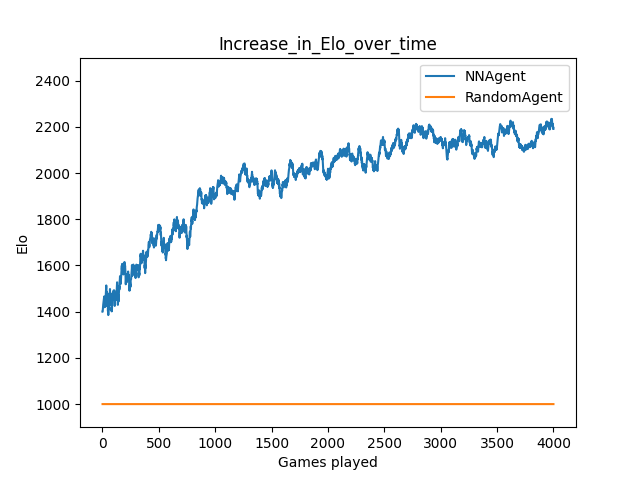 Increase_in_Elo_over_time
NNAgent
RandomAgent
2400
2200
2000
1800
1600
1400
1200
1000
Elo
0 500 1000 1500 2000 2500 3000 3500 4000
Games played